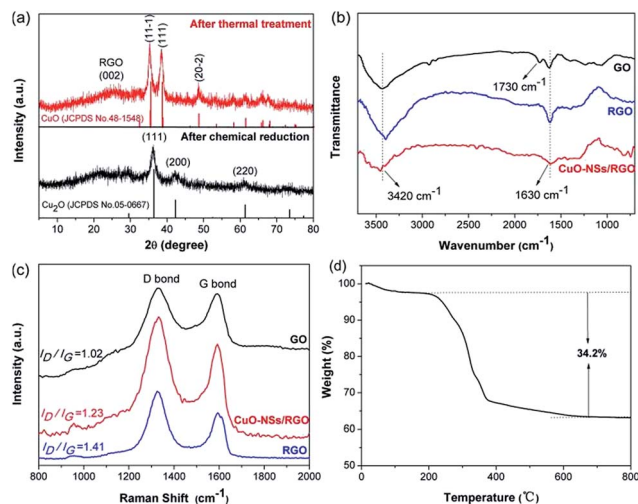 (a)
After thermal treatment
(11-1)
(111)
RGO
(002)
(20-2)
CuO (JCPDS No.48-1548)
After chemical reduction
(111)
(200)
(220)
Cu2O (JCPDS No.05-0667)
Intensity (a.u.)
0 10 20 30 40 50 60 70 80
2θ (degree)
(b)
GO
1730 cm-1
RGO
CuO-NSs/RGO
3420 cm-1
1630 cm-1
Transmittance
3500 3000 2500 2000 1500 1000
Wavenumber (cm-1)
(c)
D bond
G bond
GO
ID/IG=1.02
CuO-NSs/RGO
ID/IG=1.23
ID/IG=1.41
RGO
Intensity (a.u.)
800 1000 1200 1400 1600 1800 2000
Raman Shift (cm-1)
(d)
100
90
80
70
60
50
34.2%
Weight (%)
0 200 400 600 800
Temperature (℃)